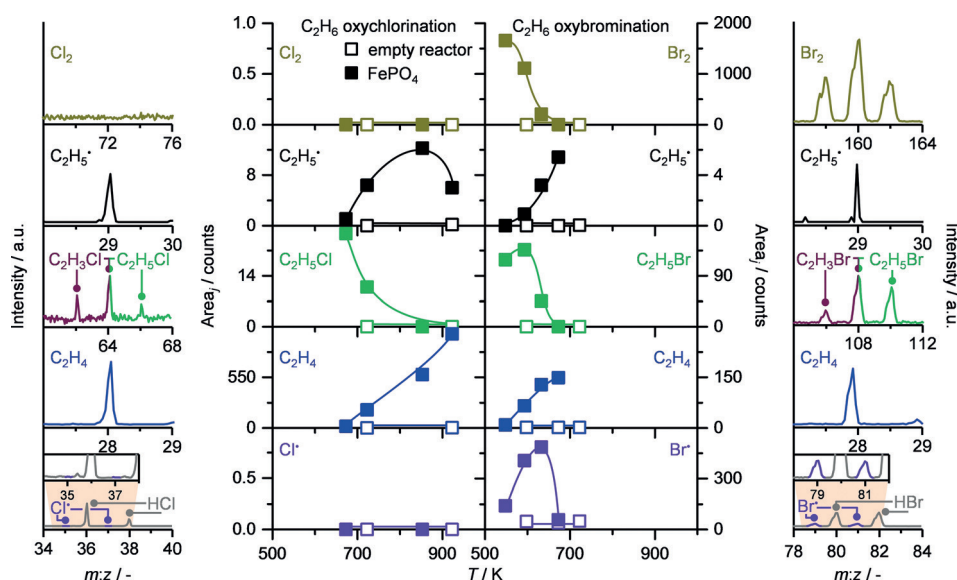 C₂H₆ oxychlorination
C₂H₆ oxybromination
empty reactor
FePO₄
Intensity / a.u.
Cl₂
72 76
C₂H₅•
29 30
C₂H₃Cl C₂H₅Cl
64 68
C₂H₄
28 29
35 37
Cl• HCl
34 36 38 40
m:z / -
Areaⱼ / counts
1.0
0.5
0.0
Cl₂
8
0
C₂H₅•
14
0
C₂H₅Cl
550
0
C₂H₄
0.5
0.0
Cl•
500 700 900 500 700 900
T / K
Br₂
2000
1000
0
C₂H₅•
4
0
C₂H₅Br
90
0
C₂H₄
150
0
Br•
300
0
Areaⱼ / counts
Br₂
160 164
C₂H₅•
29 30
C₂H₃Br C₂H₅Br
108 112
C₂H₄
28 29
79 81
Br• HBr
78 80 82 84
m:z / -
Intensity / a.u.